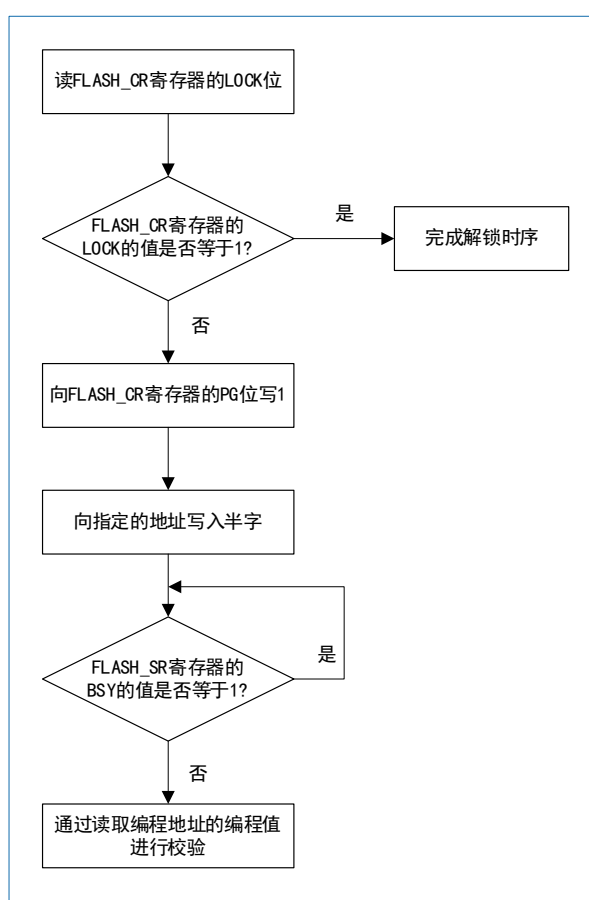 读FLASH_CR寄存器的LOCK位
FLASH_CR寄存器的
LOCK的值是否等于1?
是
完成解锁时序
否
向FLASH_CR寄存器的PG位写1
向指定的地址写入半字
FLASH_SR寄存器的
BSY的值是否等于1?
是
否
通过读取编程地址的编程值
进行校验